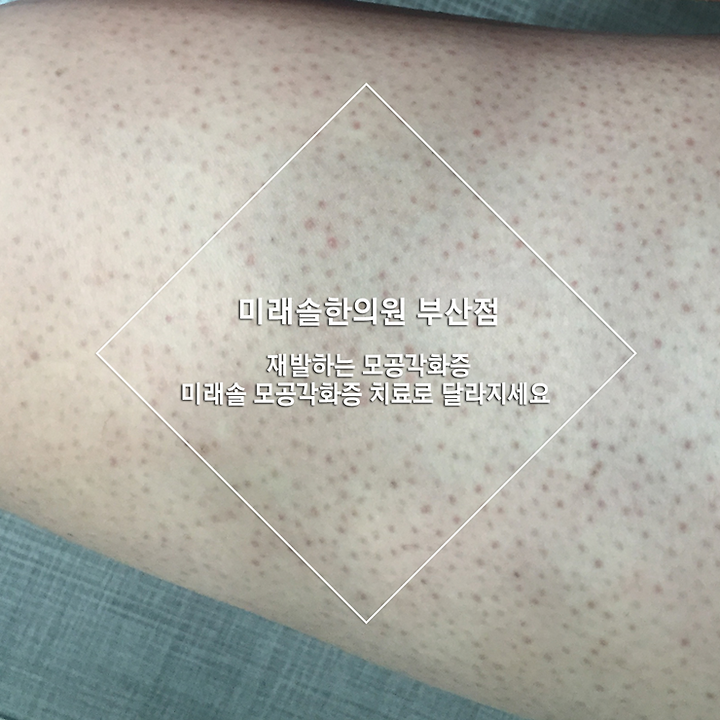 미래솔한의원 부산점
재발하는 모공각화증
미래솔 모공각화증 치료로 달라지세요